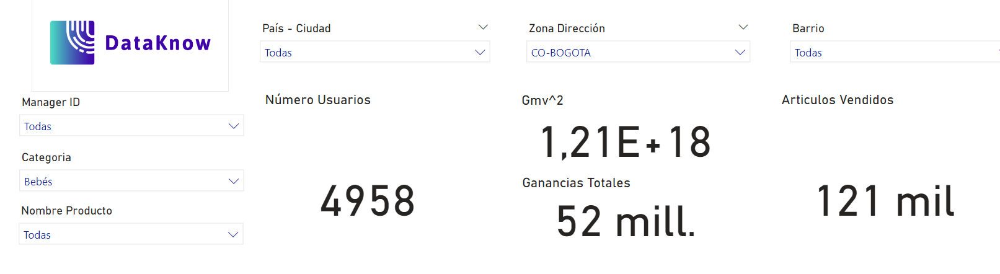 DataKnow
País - Ciudad
Todas
Zona Dirección
CO-BOGOTA
Barrio
Todas
Manager ID
Todas
Categoria
Bebés
Nombre Producto
Todas
Número Usuarios
4958
Gmv^2
1,21E+18
Ganancias Totales
52 mill.
Articulos Vendidos
121 mil